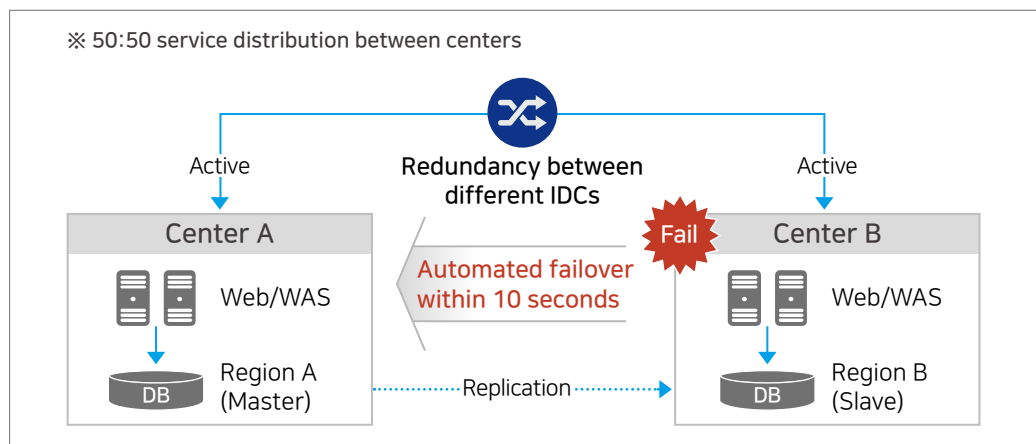 ※ 50:50 service distribution between centers
Active
Redundancy between
different IDCs
Active
Center A
Fail
Center B
Automated failover
within 10 seconds
Web/WAS
Web/WAS
DB
Region A
(Master)
Replication
DB
Region B
(Slave)